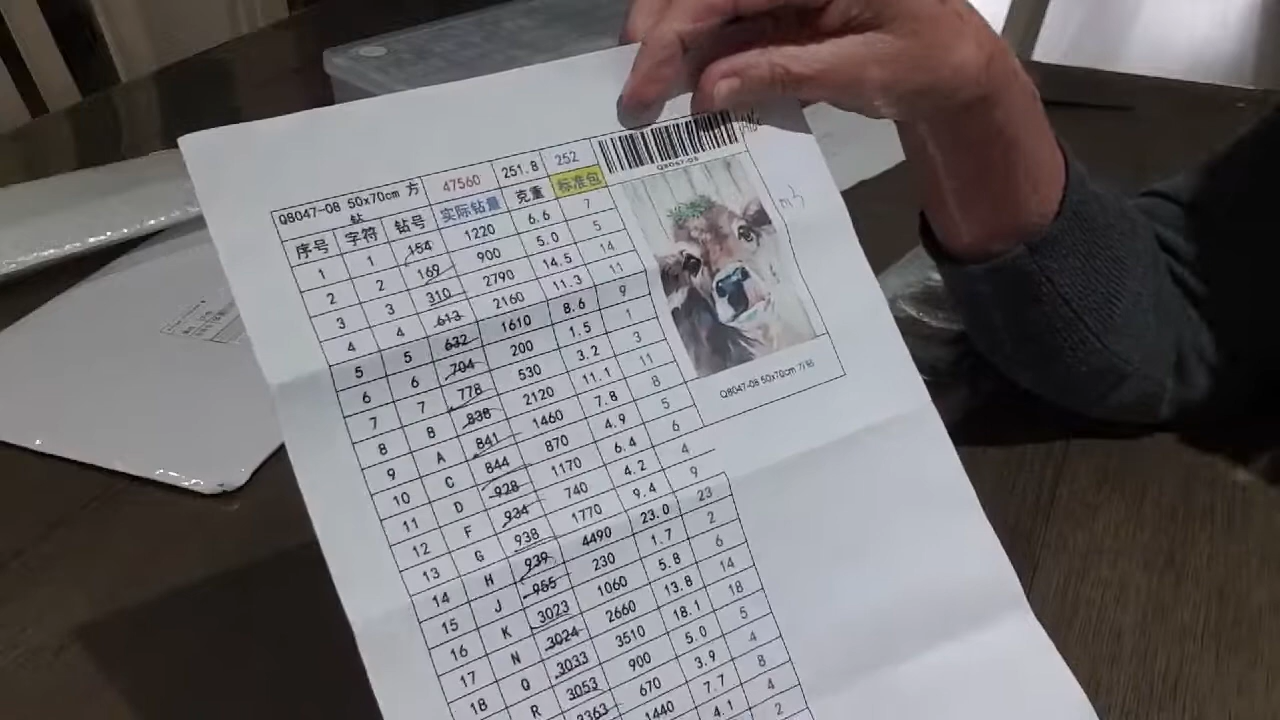 Q8047-08 50x70cm 方钻 47560 251.8 252
序号 字符 钻号 实际钻量 克重 标准包
1 1 154 1220 6.6 7
2 2 169 900 5.0 5
3 3 310 2790 14.5 14
4 4 613 2160 11.3 11
5 5 632 1610 8.6 9
6 6 704 200 1.5 1
7 7 778 530 3.2 3
8 8 838 2120 11.1 11
9 A 841 1460 7.8 8
10 C 844 870 4.9 5
11 D 928 1170 6.4 6
12 F 934 740 4.2 4
13 G 938 1770 9.4 9
14 H 939 4490 23.0 23
15 J 955 230 1.7 2
16 K 3023 1060 5.8 6
17 N 3024 2660 13.8 14
18 Q 3033 3510 18.1 18
R 3053 900 5.0 5
3363 670 3.9 4
1440 7.7 8
4.1 4
2
Q8047-08
Q8047-08 50x70cm 方钻